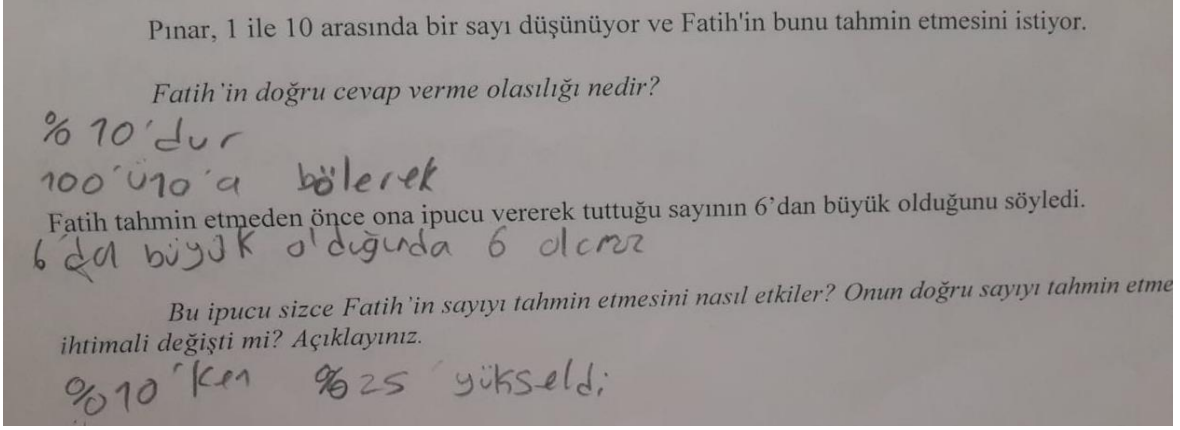 Pınar, 1 ile 10 arasında bir sayı düşünüyor ve Fatih'in bunu tahmin etmesini istiyor.
Fatih'in doğru cevap verme olasılığı nedir?
% 10'dur
100'ü 10'a bölerek
Fatih tahmin etmeden önce ona ipucu vererek tuttuğu sayının 6'dan büyük olduğunu söyledi.
6'da büyük olduğunda 6 olamaz
Bu ipucu sizce Fatih'in sayıyı tahmin etmesini nasıl etkiler? Onun doğru sayıyı tahmin etme
ihtimali değişti mi? Açıklayınız.
%10'ken %25 yükseldi